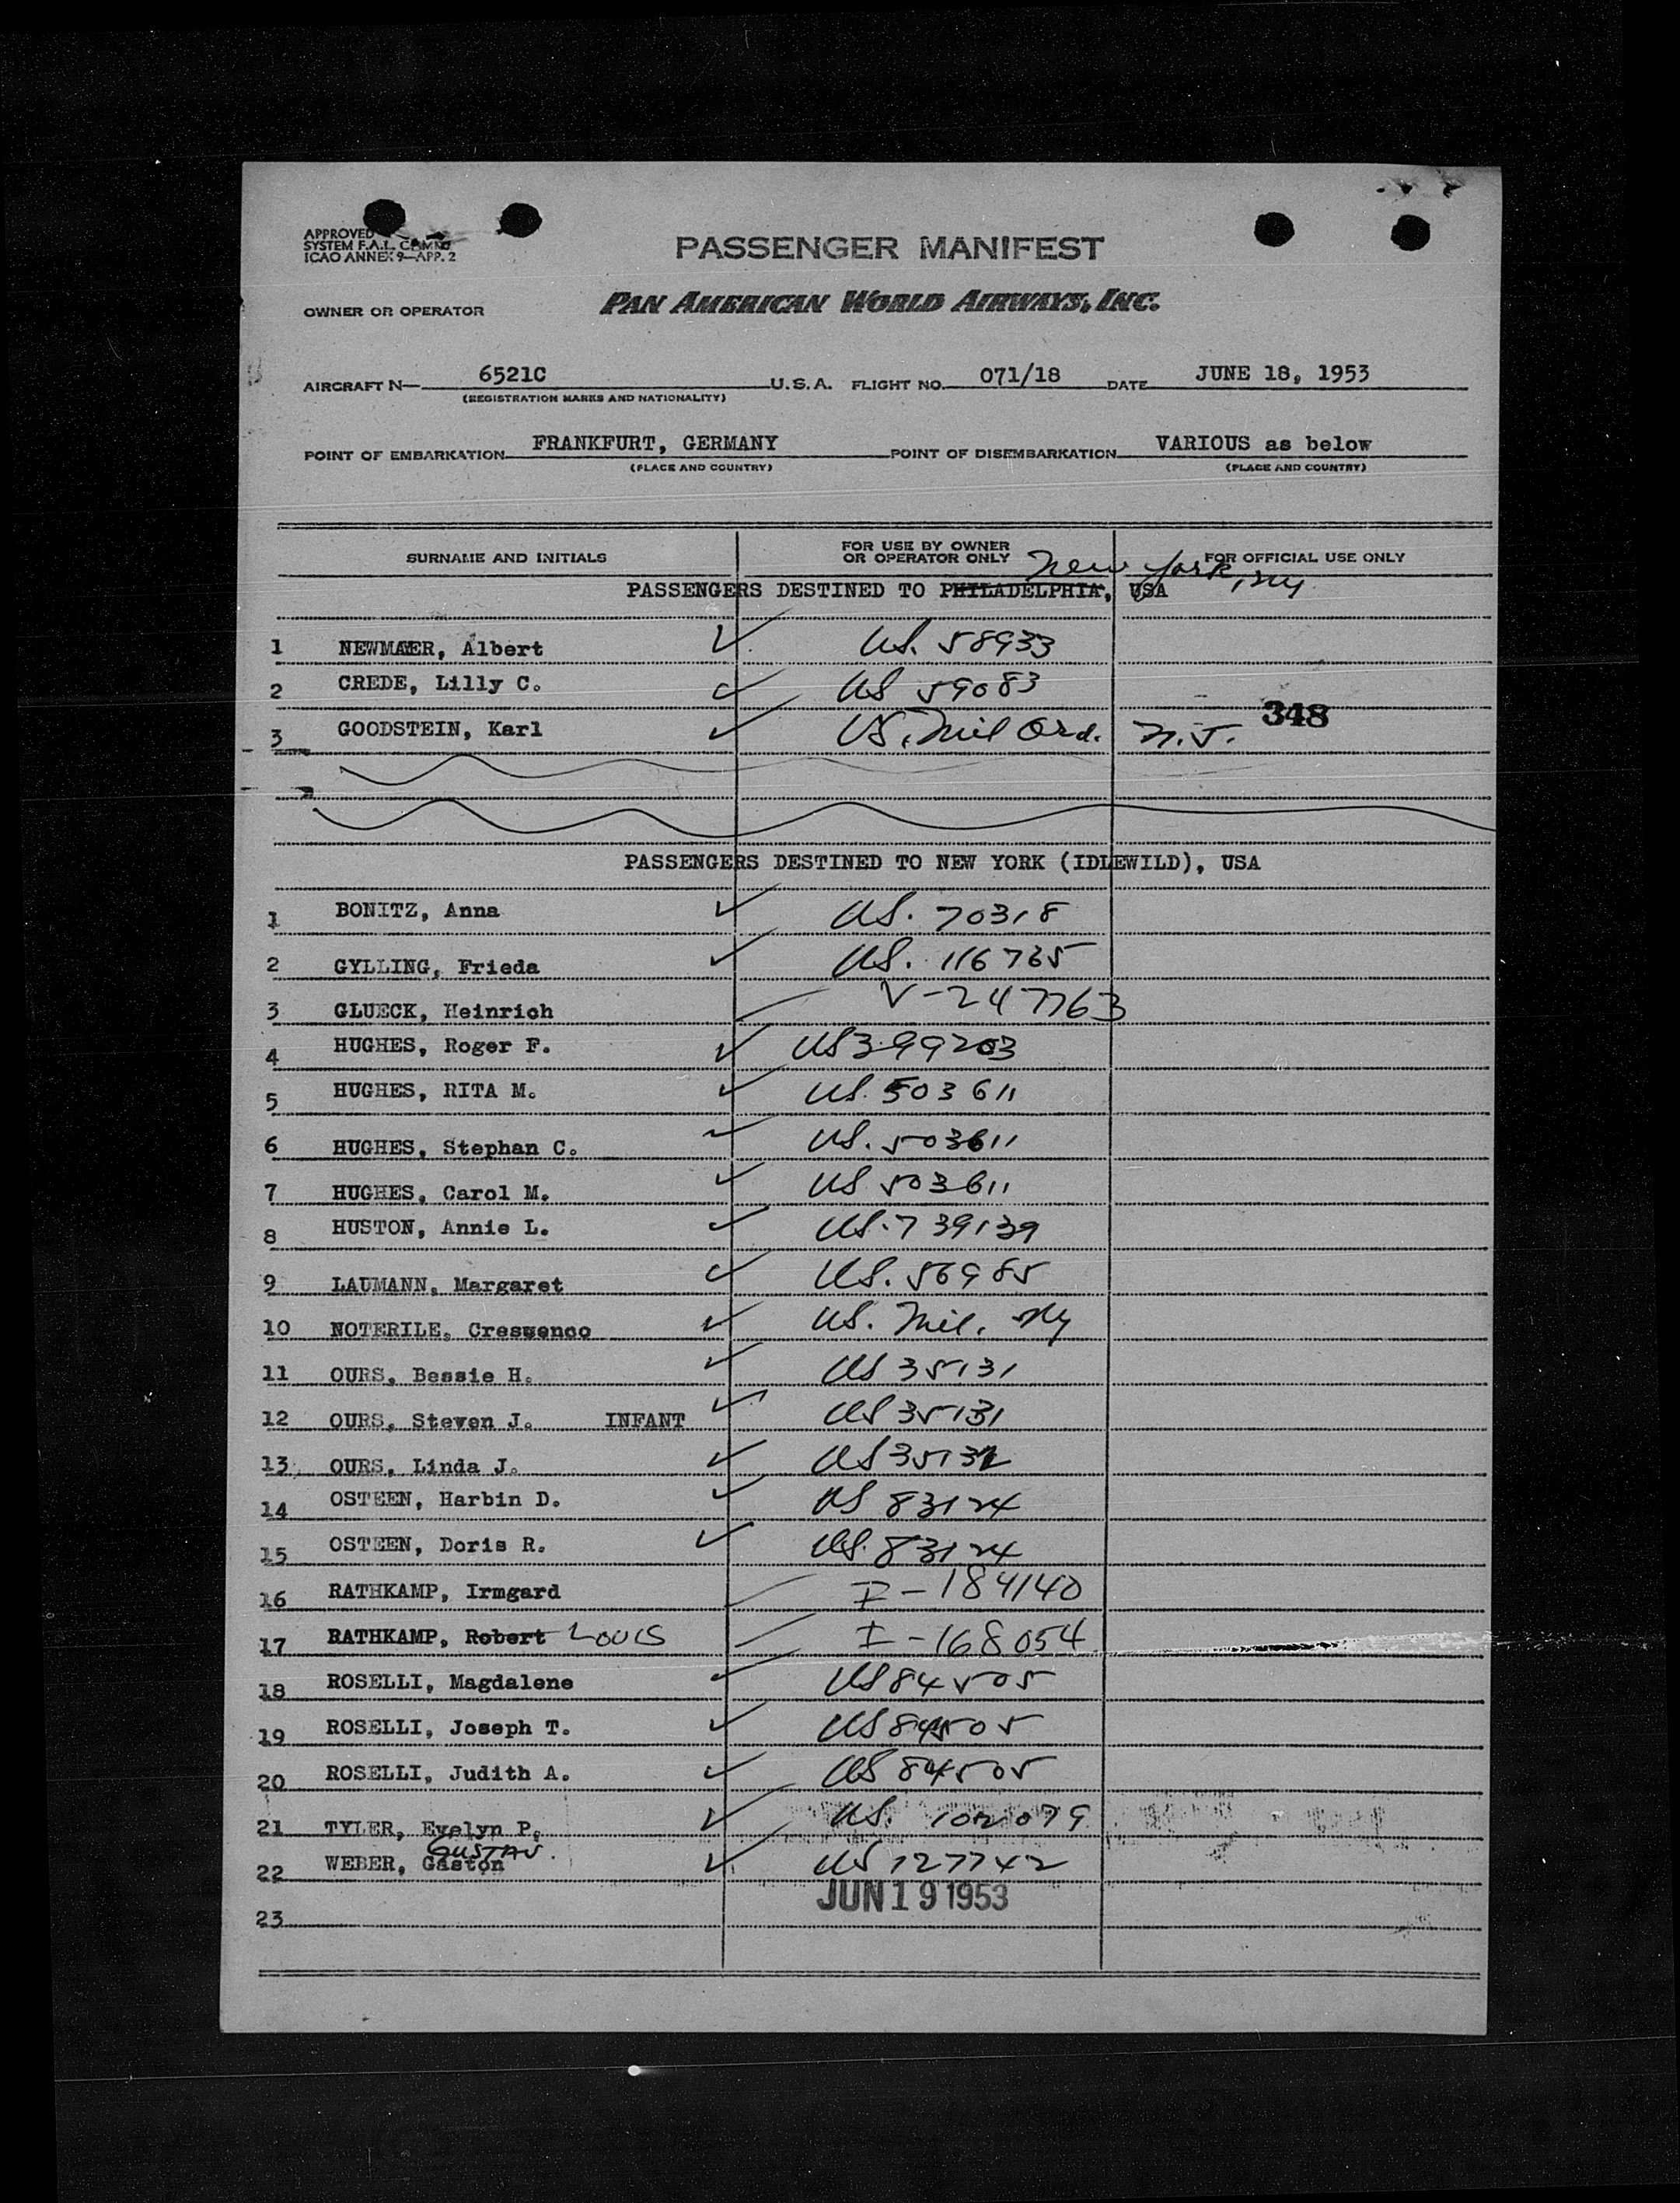 APPROVED
SYSTEM F.A.L. COMM.
ICAO ANNEX 9—APP. 2
PASSENGER MANIFEST
OWNER OR OPERATOR PAN AMERICAN WORLD AIRWAYS, INC.
AIRCRAFT N— 6521C U.S.A. FLIGHT NO. 071/18 DATE JUNE 18, 1953
(REGISTRATION MARKS AND NATIONALITY)
POINT OF EMBARKATION FRANKFURT, GERMANY POINT OF DISEMBARKATION VARIOUS as below
(PLACE AND COUNTRY) (PLACE AND COUNTRY)
SURNAME AND INITIALS FOR USE BY OWNER OR OPERATOR ONLY FOR OFFICIAL USE ONLY
New York, NY
PASSENGERS DESTINED TO PHILADELPHIA, USA
1 NEWMAYER, Albert US. 58933
2 CREDE, Lilly C. US 59083
3 GOODSTEIN, Karl US. Mil Ord. N.J. 348
PASSENGERS DESTINED TO NEW YORK (IDLEWILD), USA
1 BONITZ, Anna US. 70318
2 GYLLING, Frieda US. 116765
3 GLUECK, Heinrich V-247763
4 HUGHES, Roger F. US399203
5 HUGHES, RITA M. US. 503611
6 HUGHES, Stephan C. US. 503611
7 HUGHES, Carol M. US 503611
8 HUSTON, Annie L. US. 739139
9 LAUMANN, Margaret US. 56985
10 NOTERILE, US. Mil. NY
11 OURS, Bessie H. US 35131
12 OURS, Steven J. INFANT US 35131
13 OURS, Linda J. US 35132
14 OSTEEN, Harbin D. US 83124
15 OSTEEN, Doris R. US. 83124
16 RATHKAMP, Irmgard I-184140
17 RATHKAMP, Robert LOUIS I-168054
18 ROSELLI, Magdalene US 84505
19 ROSELLI, Joseph T. US 84505
20 ROSELLI, Judith A. US 84505
21 TYLER, Evelyn P. US. 102079
22 WEBER, Gaston GUSTAV. US 127742
JUN 19 1953
23